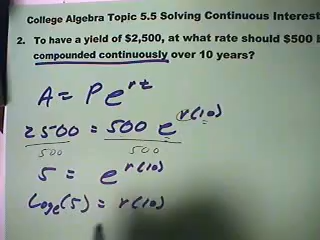 College Algebra Topic 5.5 Solving Continuous Interest
2. To have a yield of $2,500, at what rate should $500 b
compounded continuously over 10 years?
A = Pe^rt
2500 = 500 e^r(10)
500 500
5 = e^r(10)
Loge(5) = r(10)